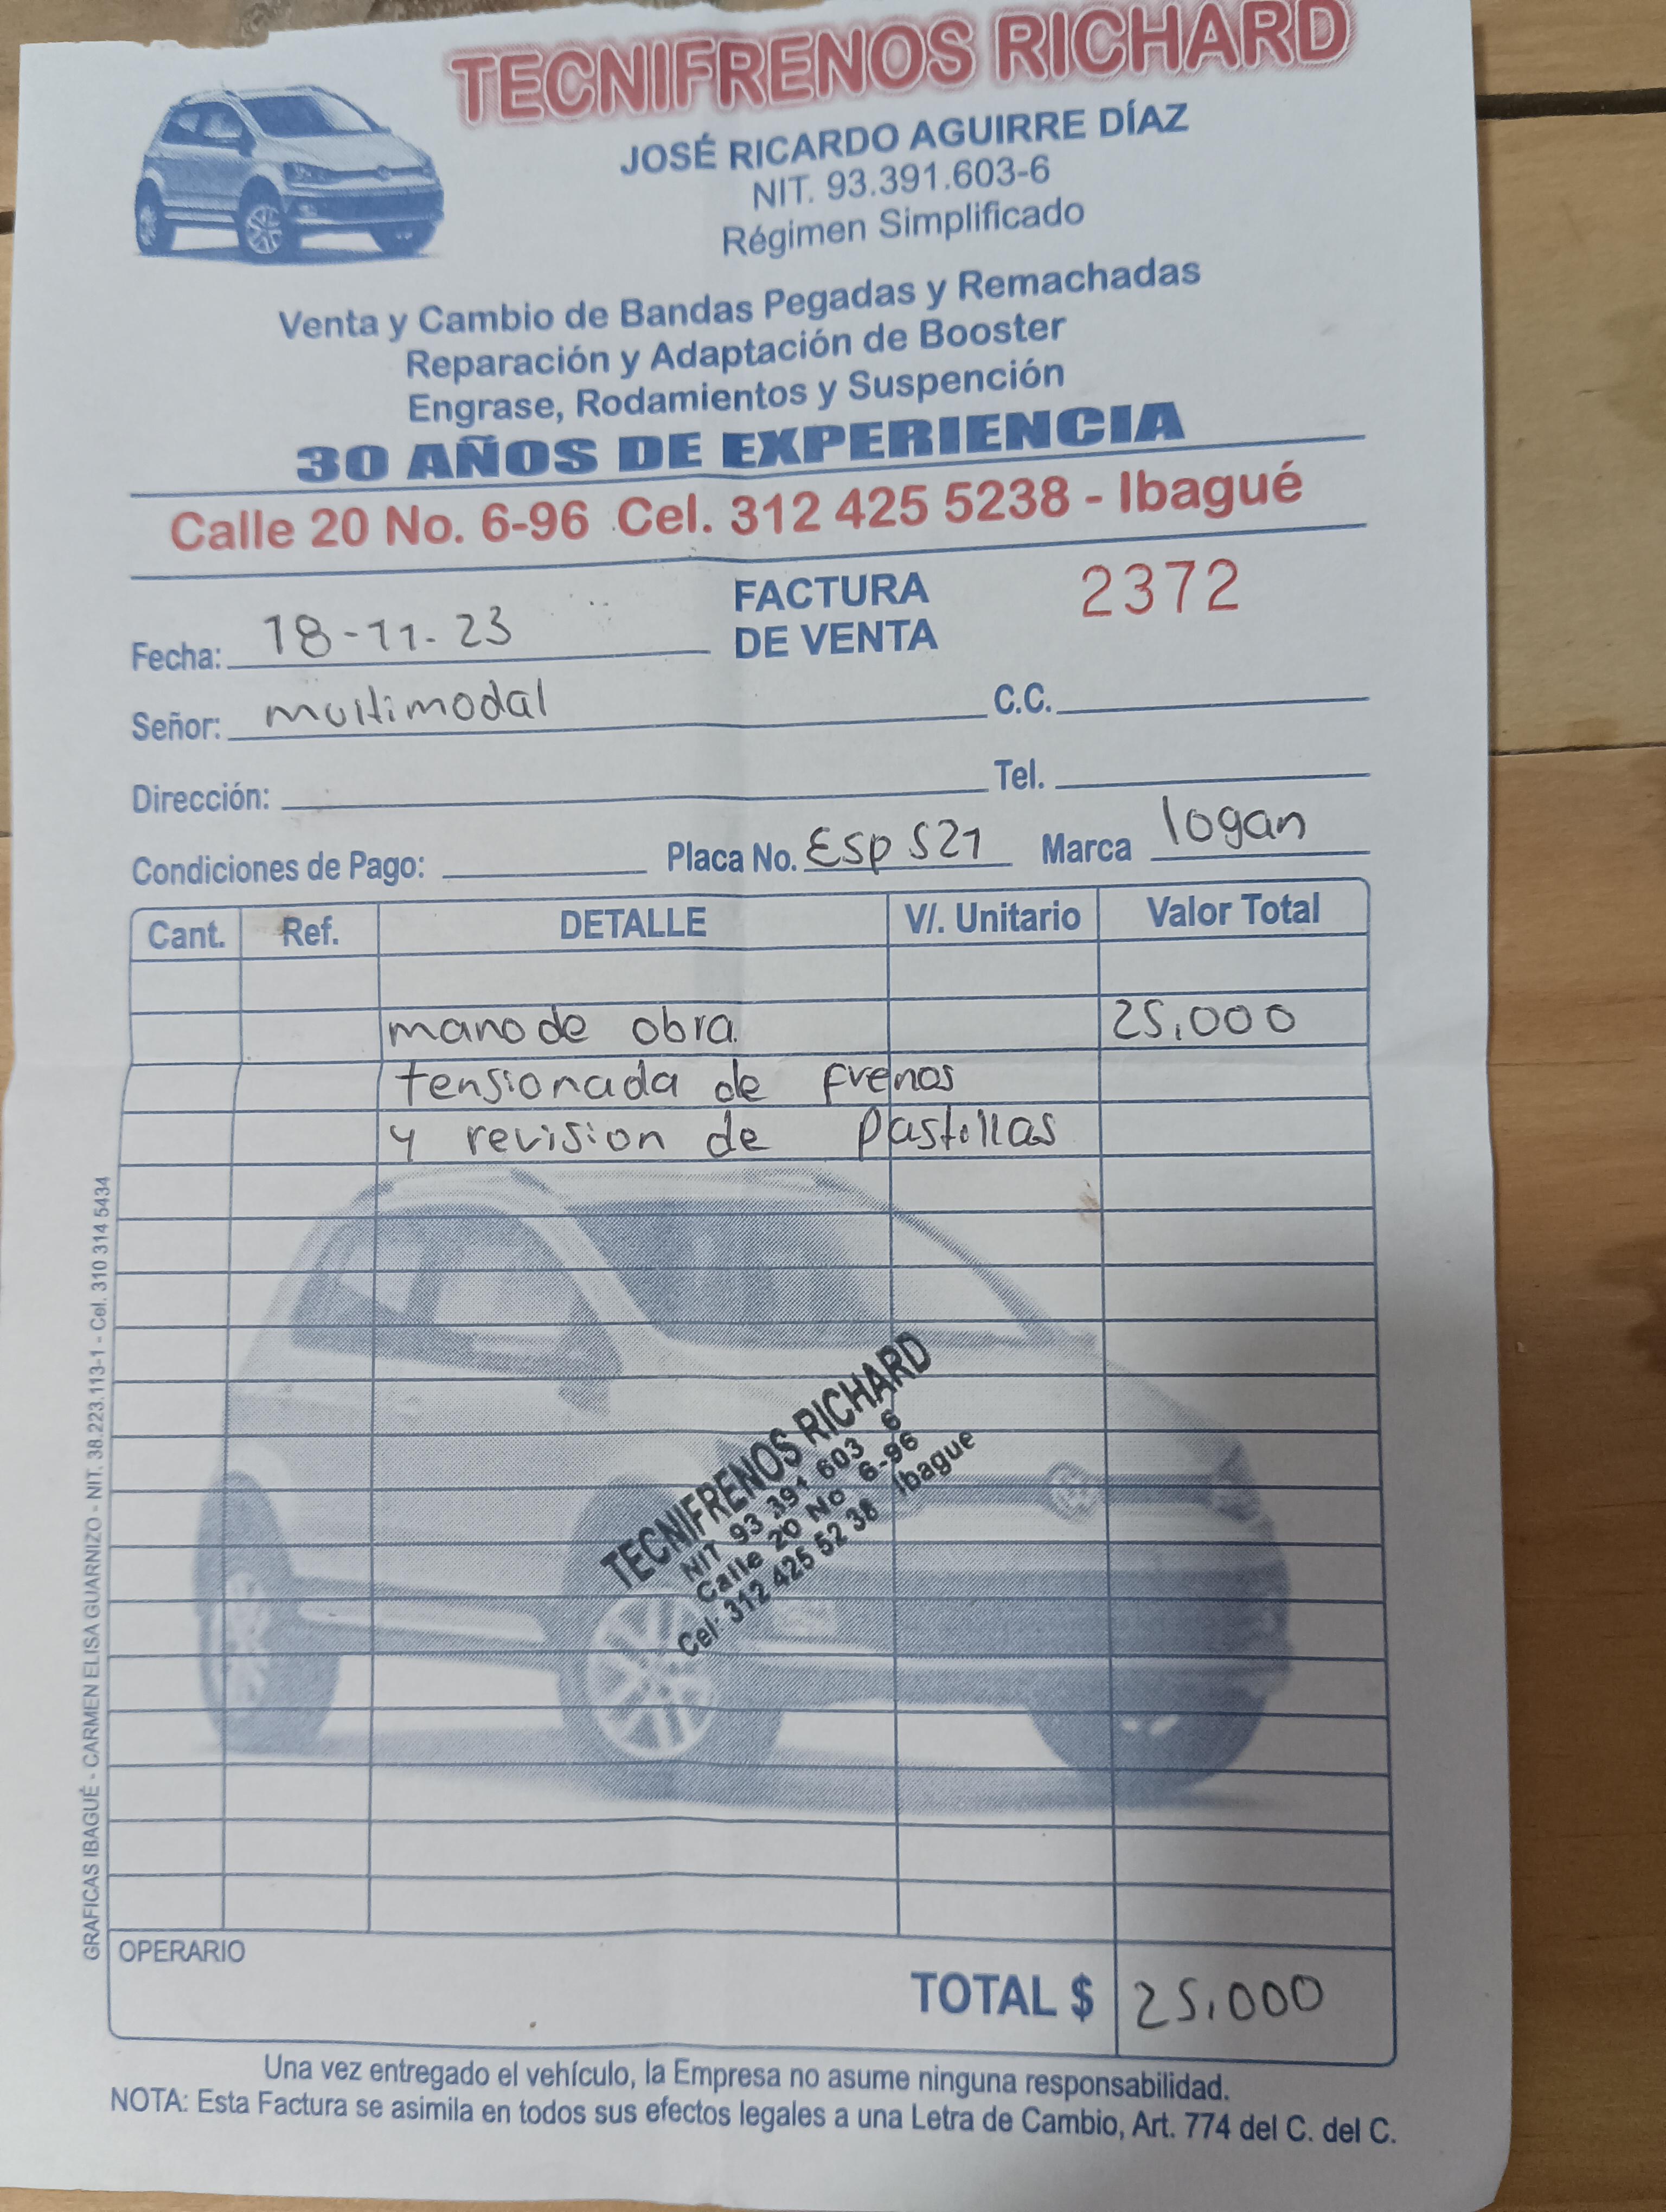 TECNIFRENOS RICHARD
JOSÉ RICARDO AGUIRRE DÍAZ
NIT. 93.391.603-6
Régimen Simplificado
Venta y Cambio de Bandas Pegadas y Remachadas
Reparación y Adaptación de Booster
Engrase, Rodamientos y Suspención
30 AÑOS DE EXPERIENCIA
Calle 20 No. 6-96 Cel. 312 425 5238 - Ibagué
FACTURA DE VENTA 2372
Fecha: 18-11-23
Señor: multimodal C.C.
Dirección: Tel.
Condiciones de Pago: Placa No. Esp 521 Marca logan
Cant. Ref. DETALLE V/. Unitario Valor Total
mano de obra 25,000
tensionada de frenos
y revision de Pastillas
TECNIFRENOS RICHARD
NIT 93 391 603 6
Calle 20 No 6-96
Cel: 312 425 52 38 Ibague
GRAFICAS IBAGUÉ - CARMEN ELISA GUARNIZO - NIT. 38.223.113-1 - Cel. 310 314 5434
OPERARIO
TOTAL $ 25,000
Una vez entregado el vehículo, la Empresa no asume ninguna responsabilidad.
NOTA: Esta Factura se asimila en todos sus efectos legales a una Letra de Cambio, Art. 774 del C. del C.